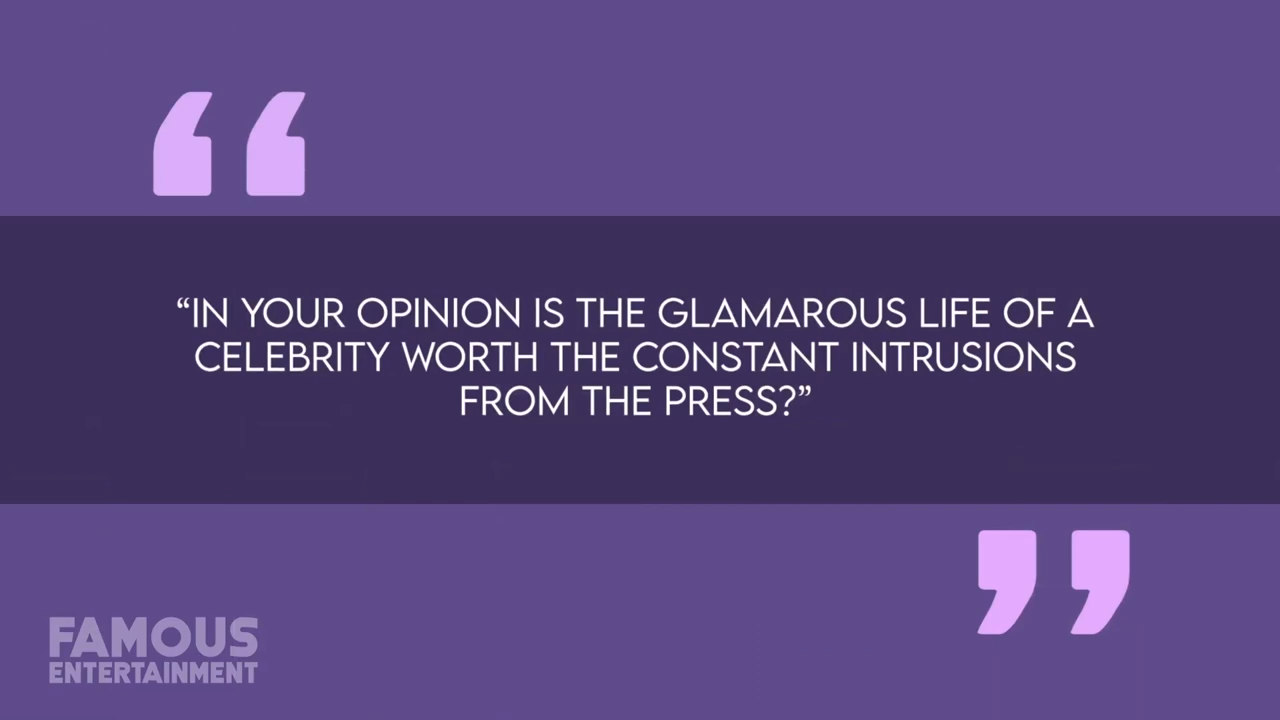 “IN YOUR OPINION IS THE GLAMAROUS LIFE OF A
CELEBRITY WORTH THE CONSTANT INTRUSIONS
FROM THE PRESS?”
FAMOUS
ENTERTAINMENT